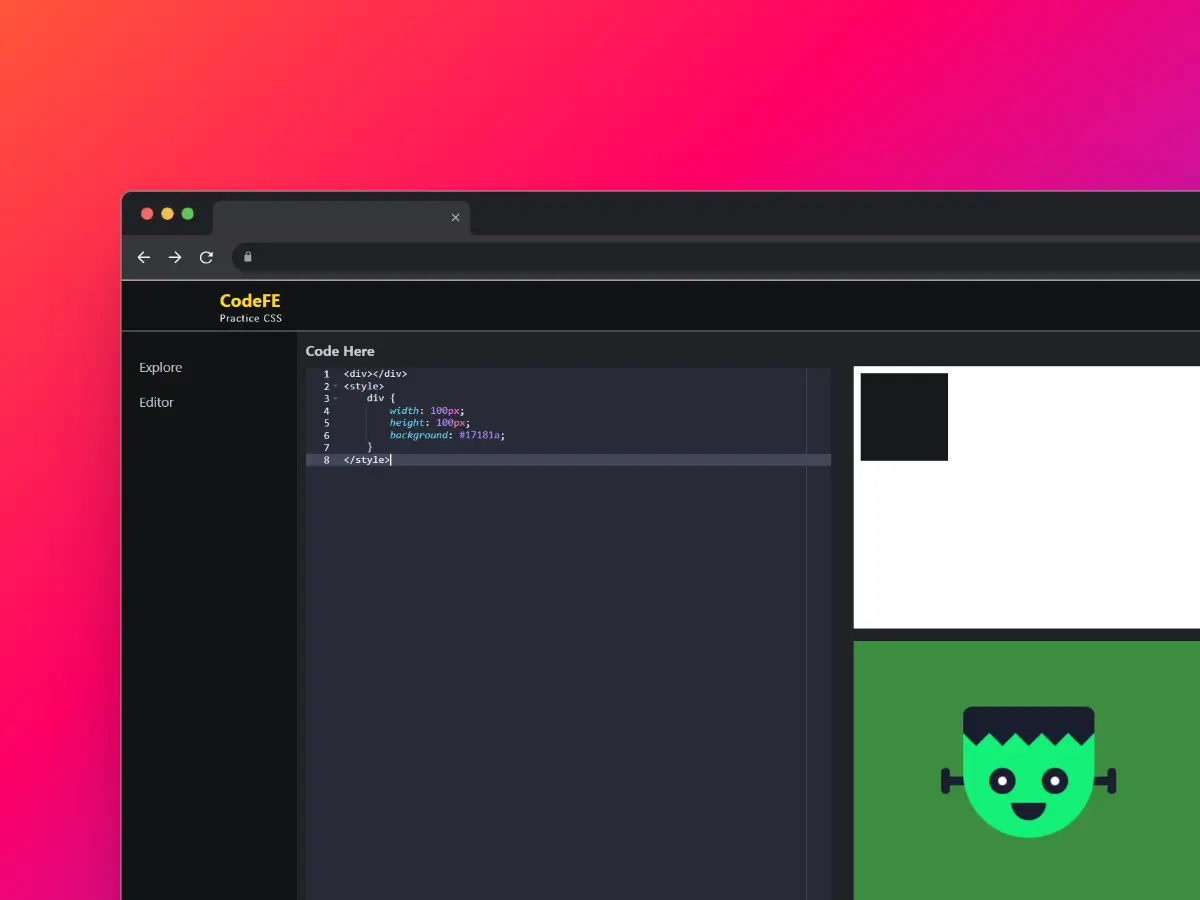 CodeFE
Practice CSS
Explore
Editor
Code Here
1 <div></div>
2 <style>
3 div {
4 width: 100px;
5 height: 100px;
6 background: #17181a;
7 }
8 </style>